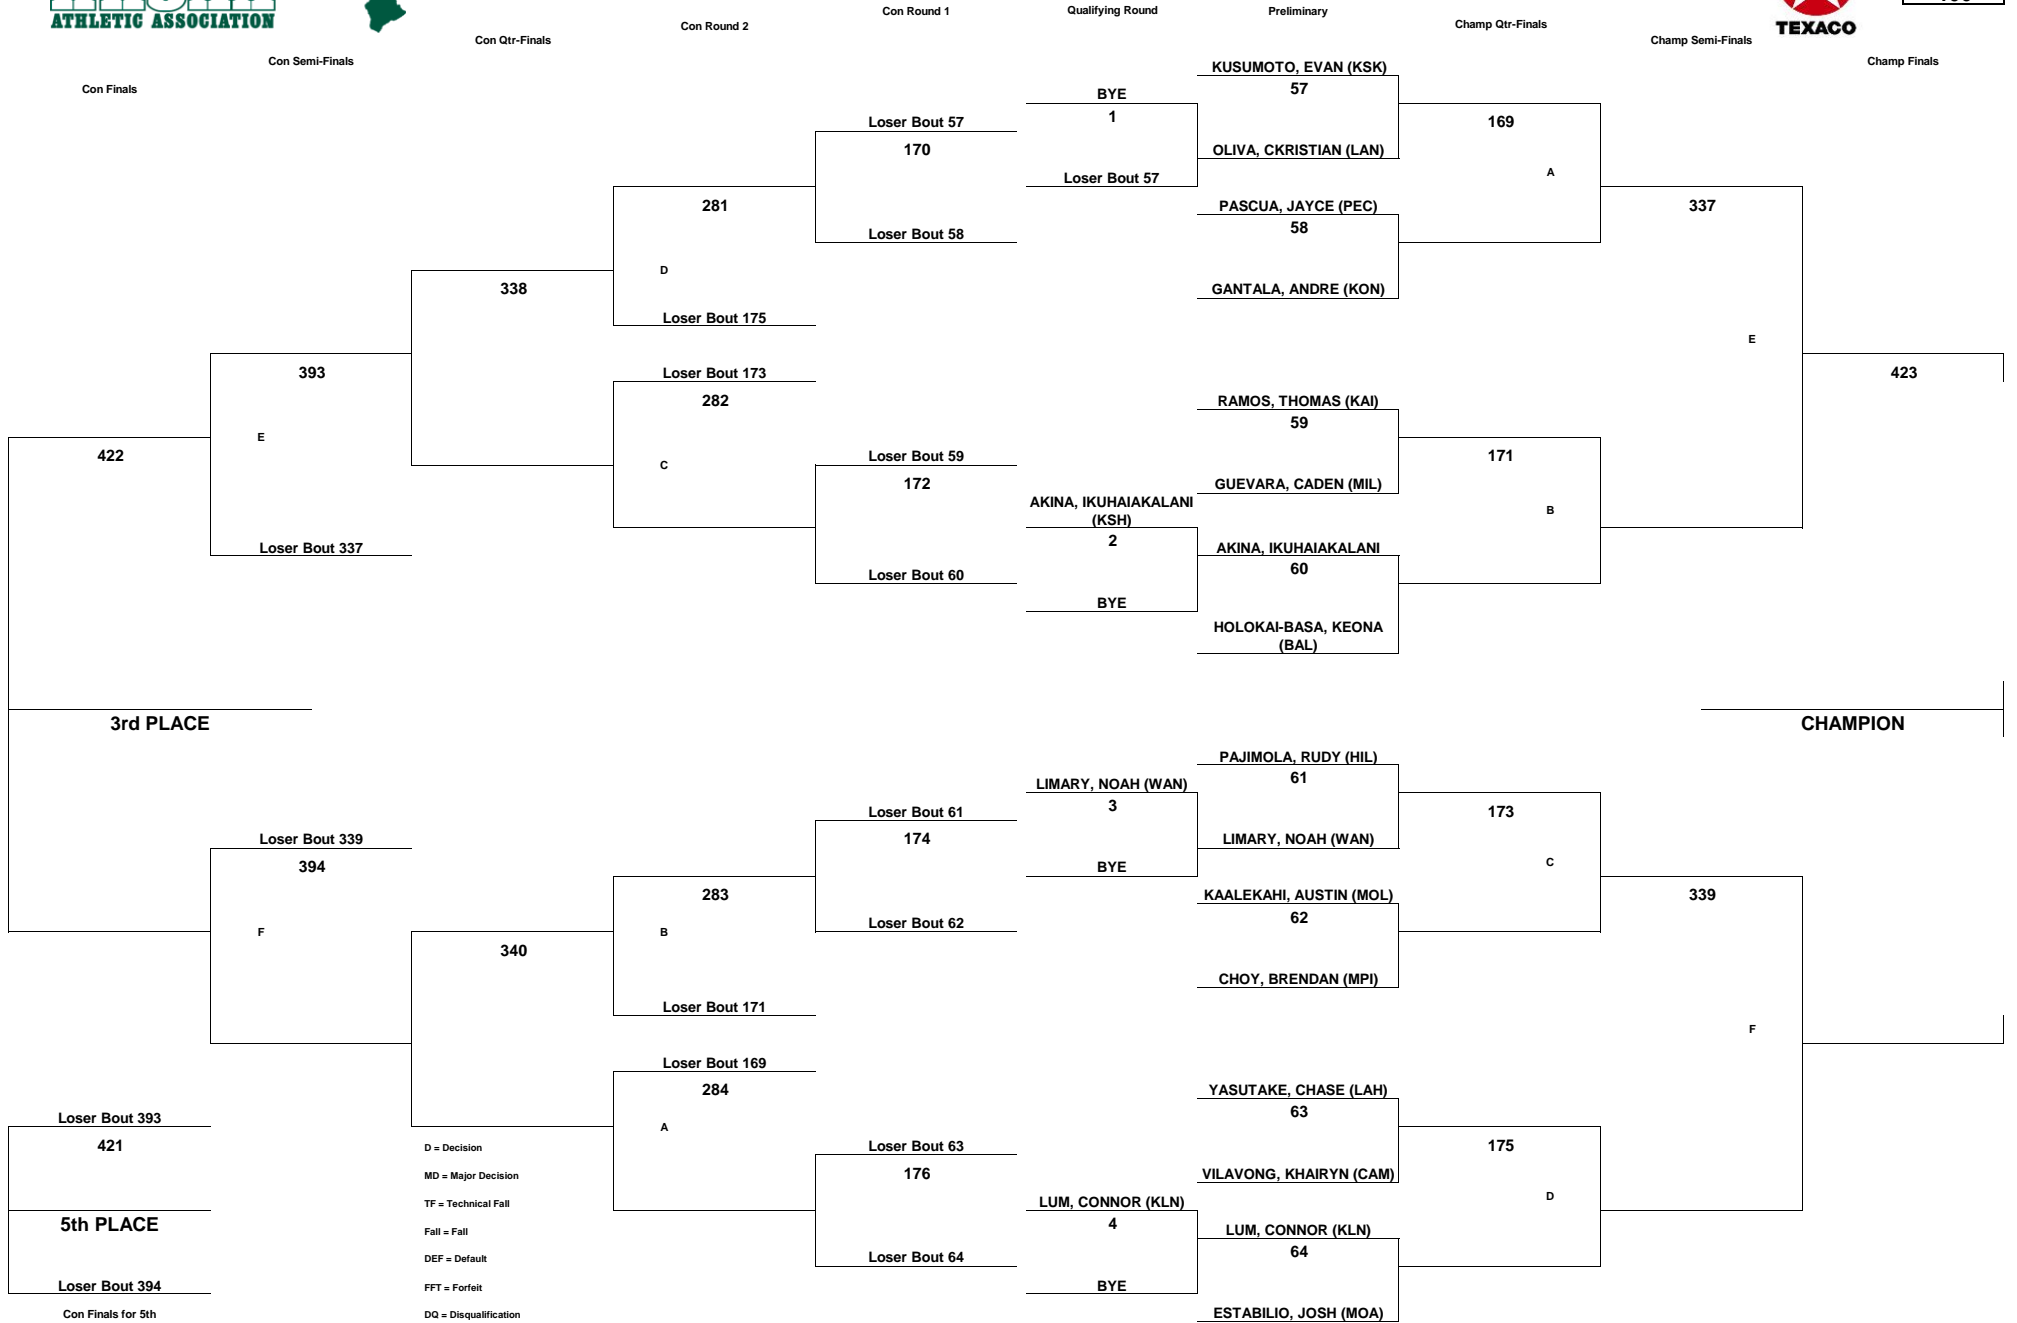 ATHLETIC ASSOCIATION
TEXACO
Con Finals
Con Semi-Finals
Con Qtr-Finals
Con Round 2
Con Round 1
Qualifying Round
Preliminary
Champ Qtr-Finals
Champ Semi-Finals
Champ Finals
KUSUMOTO, EVAN (KSK)
57
BYE
1
Loser Bout 57
169
170
OLIVA, CKRISTIAN (LAN)
A
Loser Bout 57
281
PASCUA, JAYCE (PEC)
337
58
Loser Bout 58
D
338
GANTALA, ANDRE (KON)
Loser Bout 175
E
393
Loser Bout 173
423
282
RAMOS, THOMAS (KAI)
59
E
422
Loser Bout 59
171
C
172
GUEVARA, CADEN (MIL)
AKINA, IKUHAIAKALANI
(KSH)
B
2
Loser Bout 337
AKINA, IKUHAIAKALANI
60
Loser Bout 60
BYE
HOLOKAI-BASA, KEONA
(BAL)
3rd PLACE
CHAMPION
PAJIMOLA, RUDY (HIL)
61
LIMARY, NOAH (WAN)
3
Loser Bout 61
173
Loser Bout 339
174
LIMARY, NOAH (WAN)
394
BYE
C
283
KAALEKAHI, AUSTIN (MOL)
339
62
Loser Bout 62
F
B
340
CHOY, BRENDAN (MPI)
Loser Bout 171
F
Loser Bout 169
284
YASUTAKE, CHASE (LAH)
63
Loser Bout 393
A
421
D = Decision
Loser Bout 63
175
MD = Major Decision
176
VILAVONG, KHAIRYN (CAM)
D
TF = Technical Fall
LUM, CONNOR (KLN)
4
5th PLACE
Fall = Fall
LUM, CONNOR (KLN)
64
DEF = Default
Loser Bout 64
Loser Bout 394
FFT = Forfeit
BYE
Con Finals for 5th
DQ = Disqualification
ESTABILIO, JOSH (MOA)